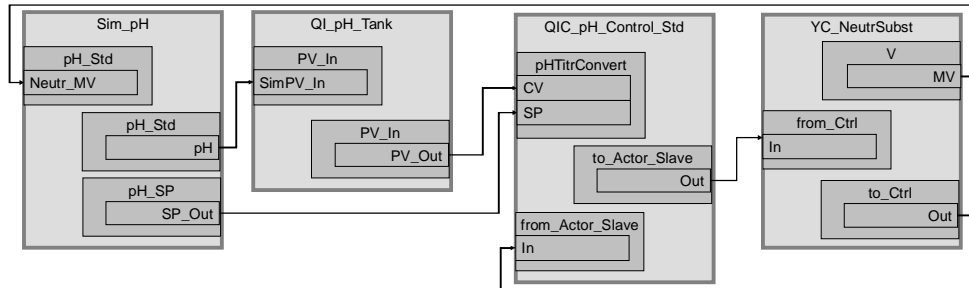 Sim_pH
pH_Std
Neutr_MV
pH_Std
pH
pH_SP
SP_Out
QI_pH_Tank
PV_In
SimPV_In
PV_In
PV_Out
QIC_pH_Control_Std
pHTitrConvert
CV
SP
to_Actor_Slave
Out
from_Actor_Slave
In
YC_NeutrSubst
V
MV
from_Ctrl
In
to_Ctrl
Out